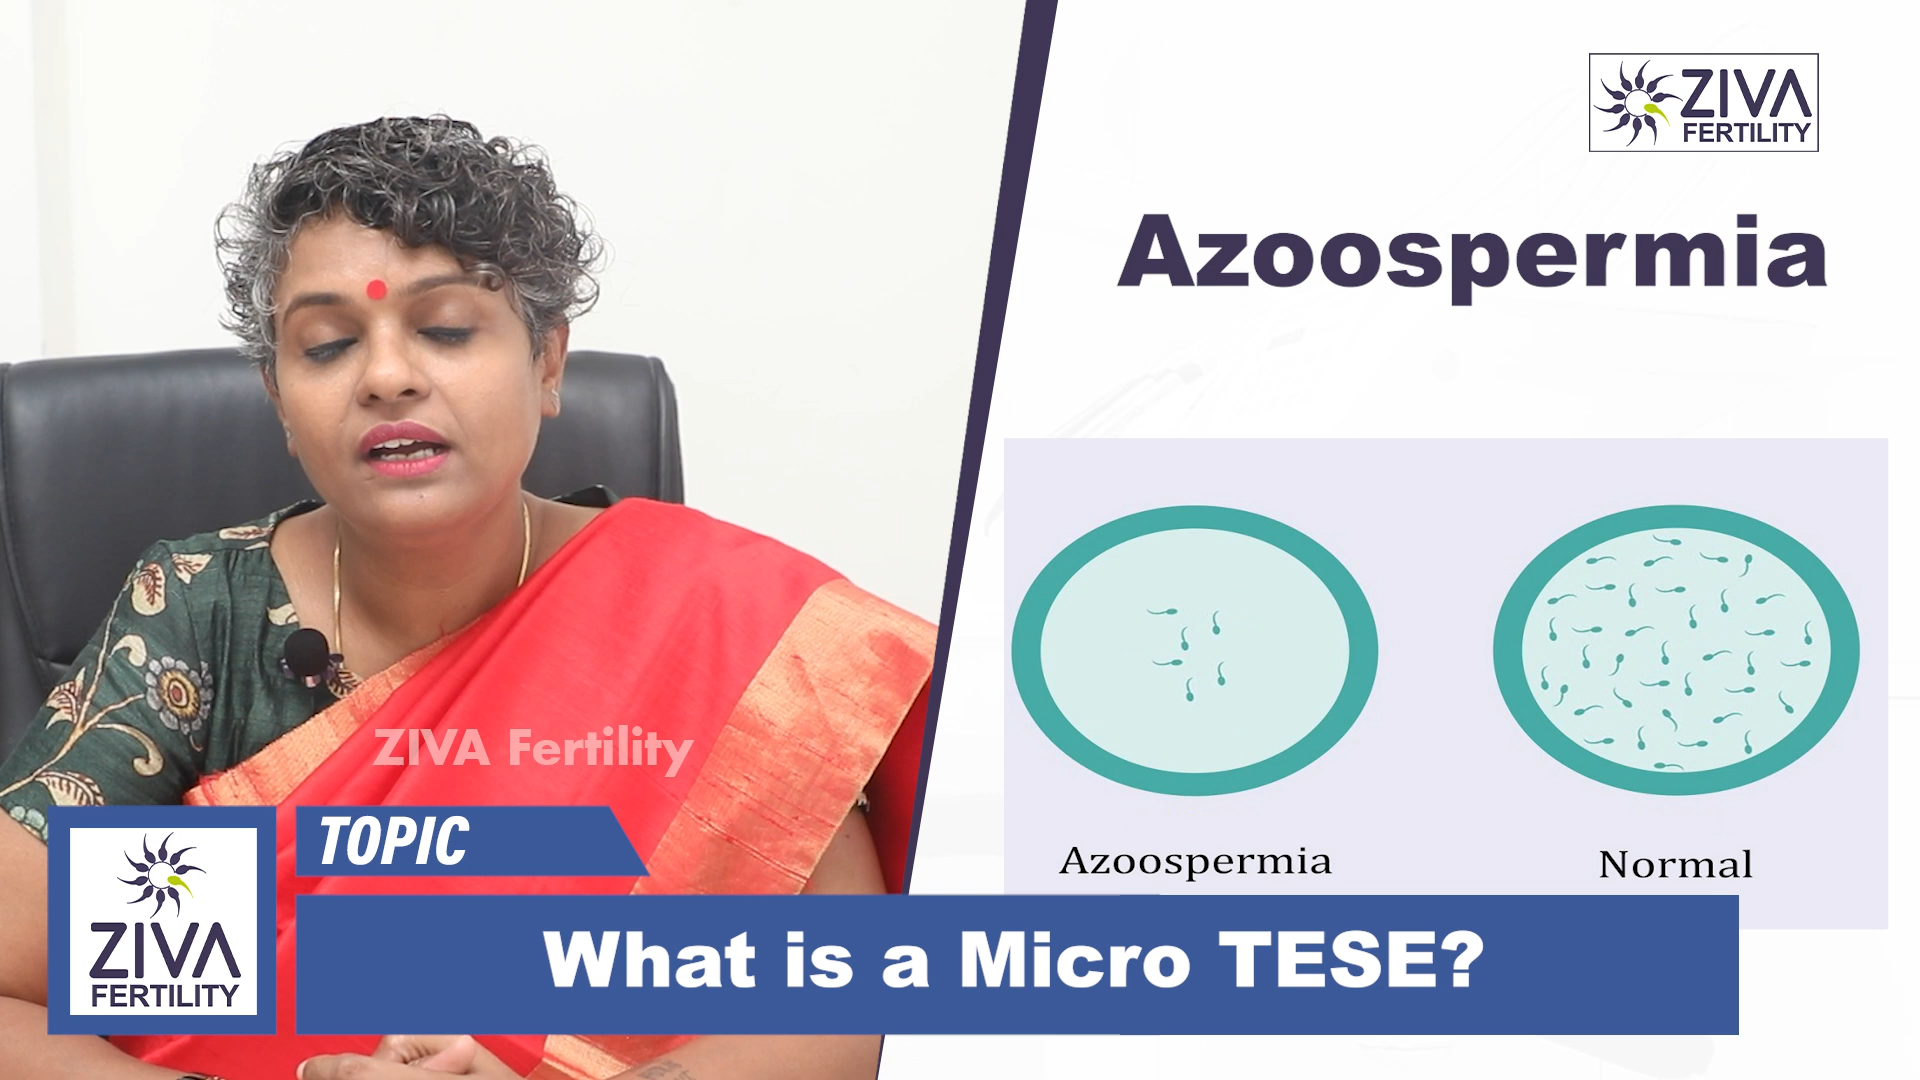 ZIVA
FERTILITY
Azoospermia
Azoospermia
Normal
ZIVA Fertility
TOPIC
What is a Micro TESE?
ZIVA
FERTILITY